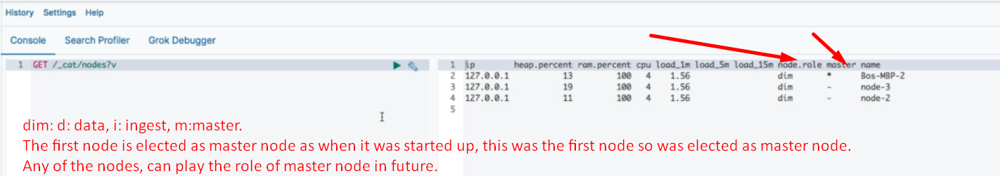 History Settings Help
Console Search Profiler Grok Debugger
1 GET /_cat/nodes?v
1 ip heap.percent ram.percent cpu load_1m load_5m load_15m node.role master name
2 127.0.0.1 13 100 4 1.56 dim * Bos-MBP-2
3 127.0.0.1 19 100 4 1.56 dim - node-3
4 127.0.0.1 11 100 4 1.56 dim - node-2
5
dim: d: data, i: ingest, m:master.
The first node is elected as master node as when it was started up, this was the first node so was elected as master node.
Any of the nodes, can play the role of master node in future.